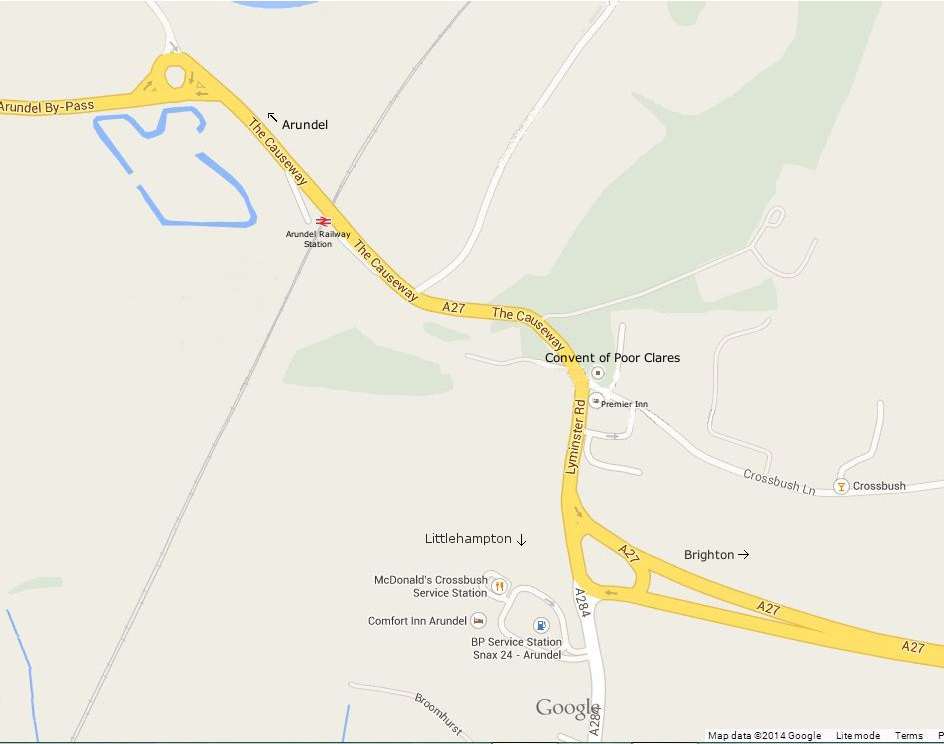 Arundel By-Pass
Arundel
The Causeway
Arundel Railway
Station
The Causeway
A27
The Causeway
Convent of Poor Clares
Premier Inn
Lyminster Rd
Crossbush Ln
Crossbush
Littlehampton
Brighton
A27
McDonald's Crossbush
Service Station
A284
A27
Comfort Inn Arundel
BP Service Station
Snax 24 - Arundel
A27
Broomhurst
Google
A284
Map data ©2014 Google Lite mode Terms P